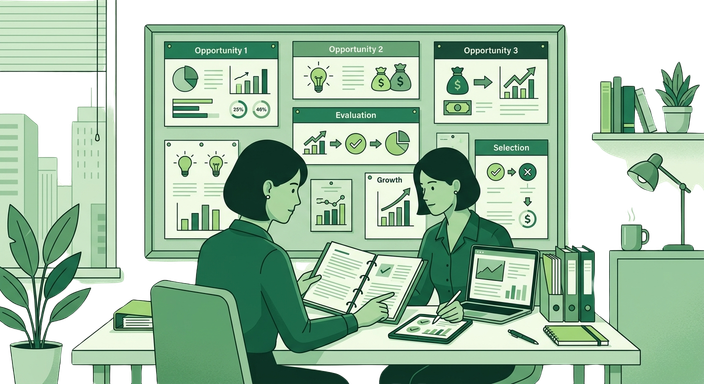 Opportunity 1
Opportunity 2
Opportunity 3
25%
46%
Evaluation
Selection
Growth